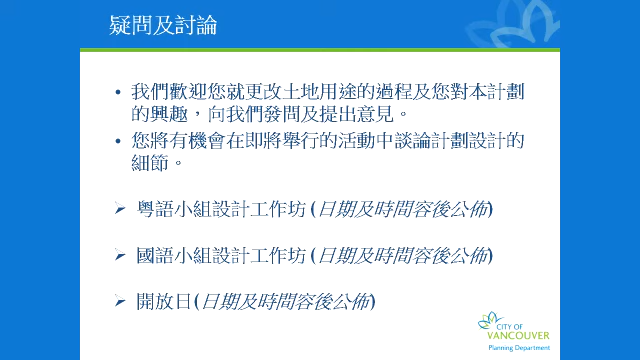 疑問及討論
• 我們歡迎您就更改土地用途的過程及您對本計劃
的興趣，向我們發問及提出意見。
• 您將有機會在即將舉行的活動中談論計劃設計的
細節。
➢ 粵語小組設計工作坊 (日期及時間容後公佈)
➢ 國語小組設計工作坊 (日期及時間容後公佈)
➢ 開放日(日期及時間容後公佈)
CITY OF
VANCOUVER
Planning Department